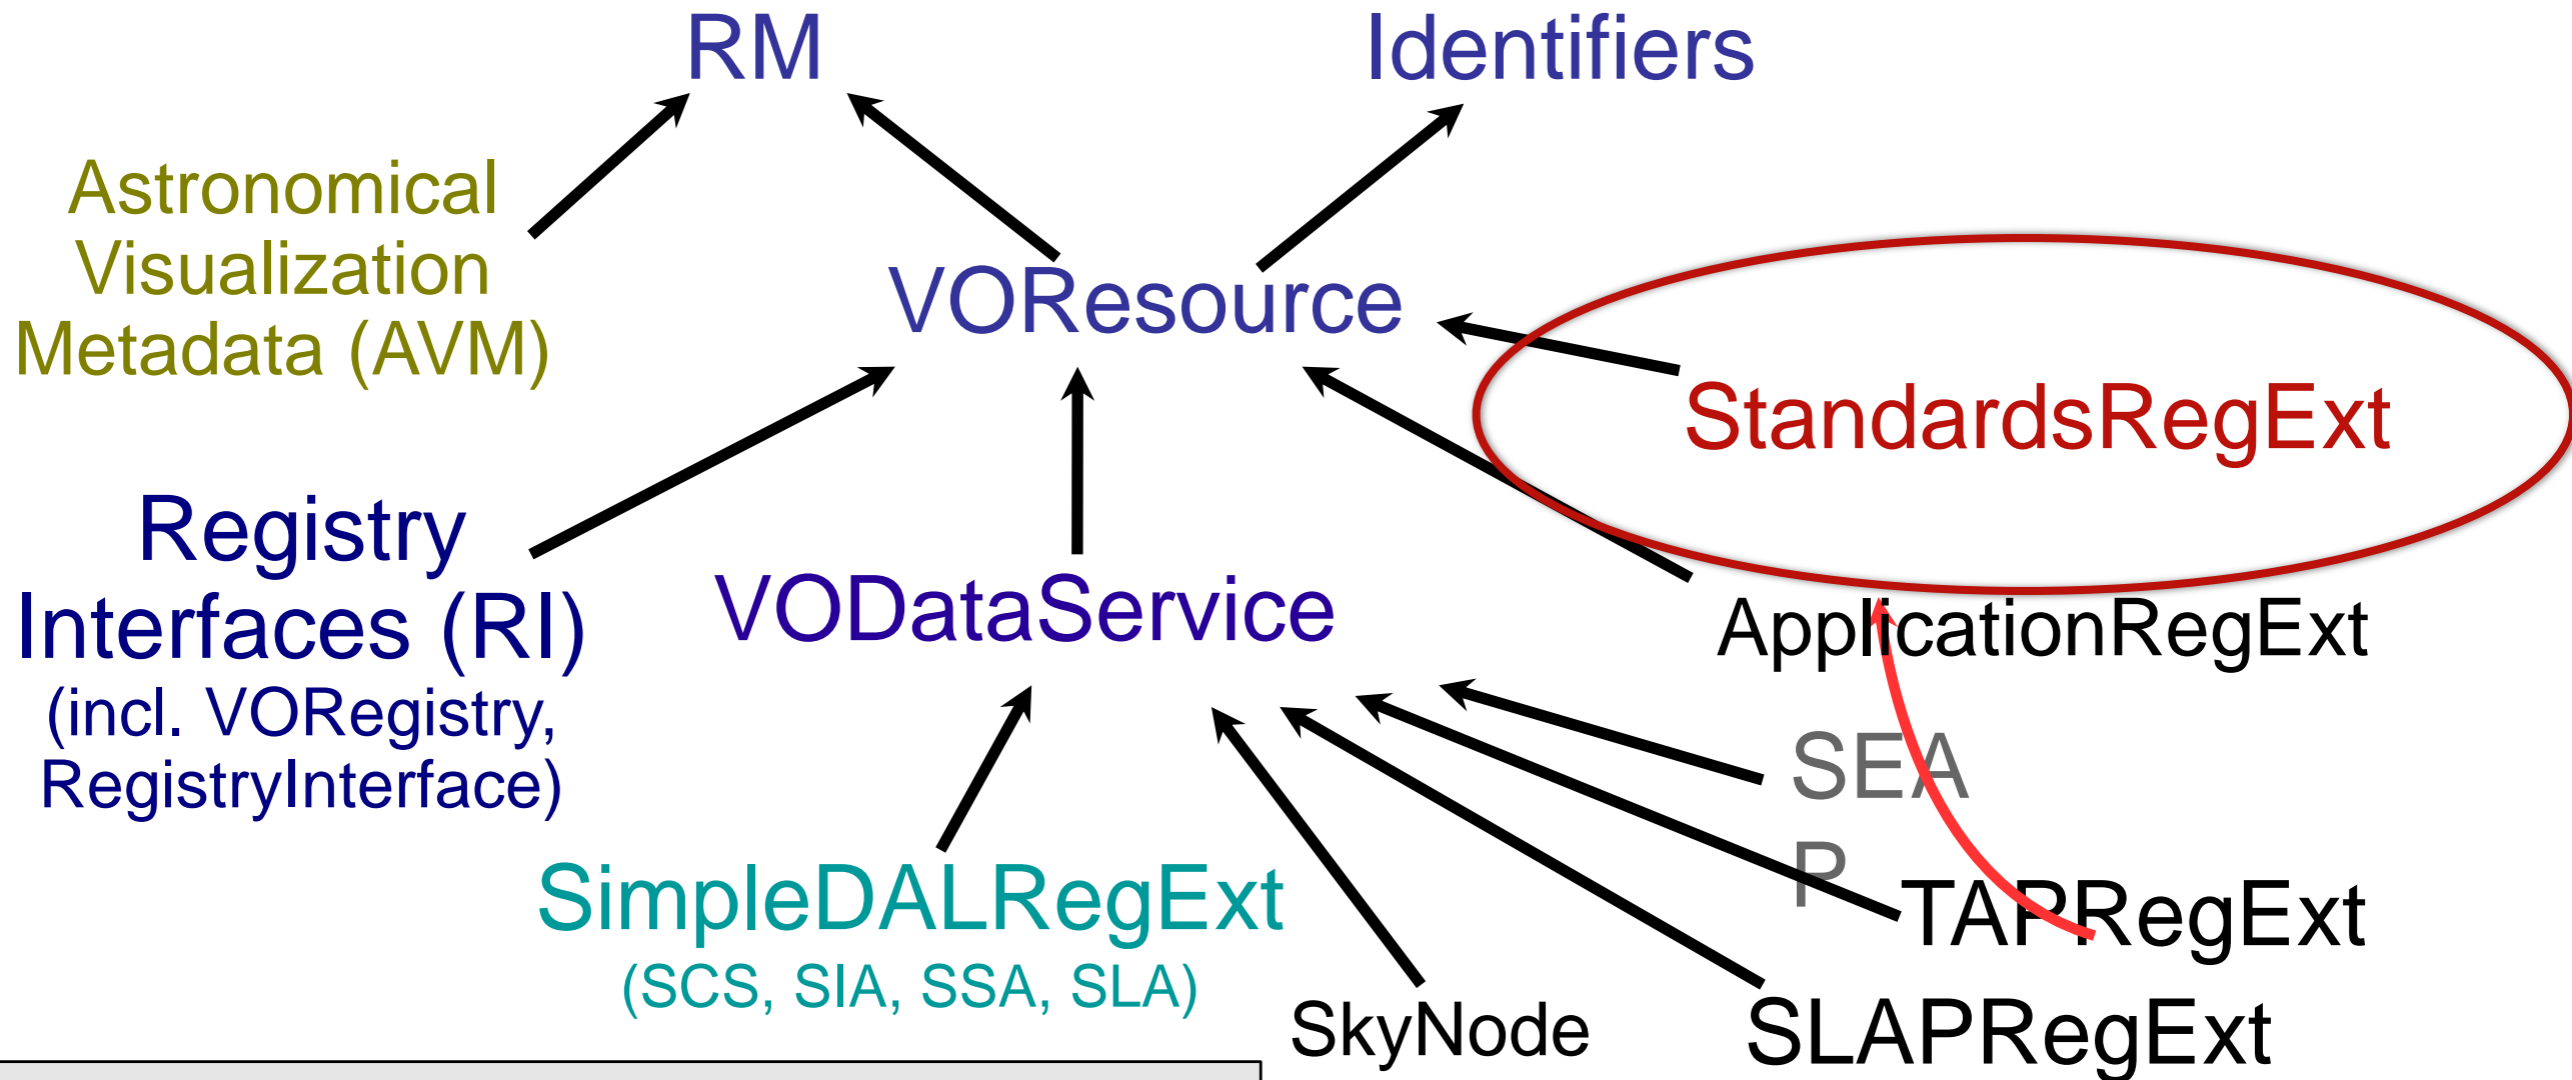 RM
Identifiers
Astronomical
Visualization
Metadata (AVM)
VOResource
StandardsRegExt
Registry
Interfaces (RI)
(incl. VORegistry,
RegistryInterface)
VODataService
ApplicationRegExt
SEA
P
TAPRegExt
SimpleDALRegExt
(SCS, SIA, SSA, SLA)
SkyNode
SLAPRegExt